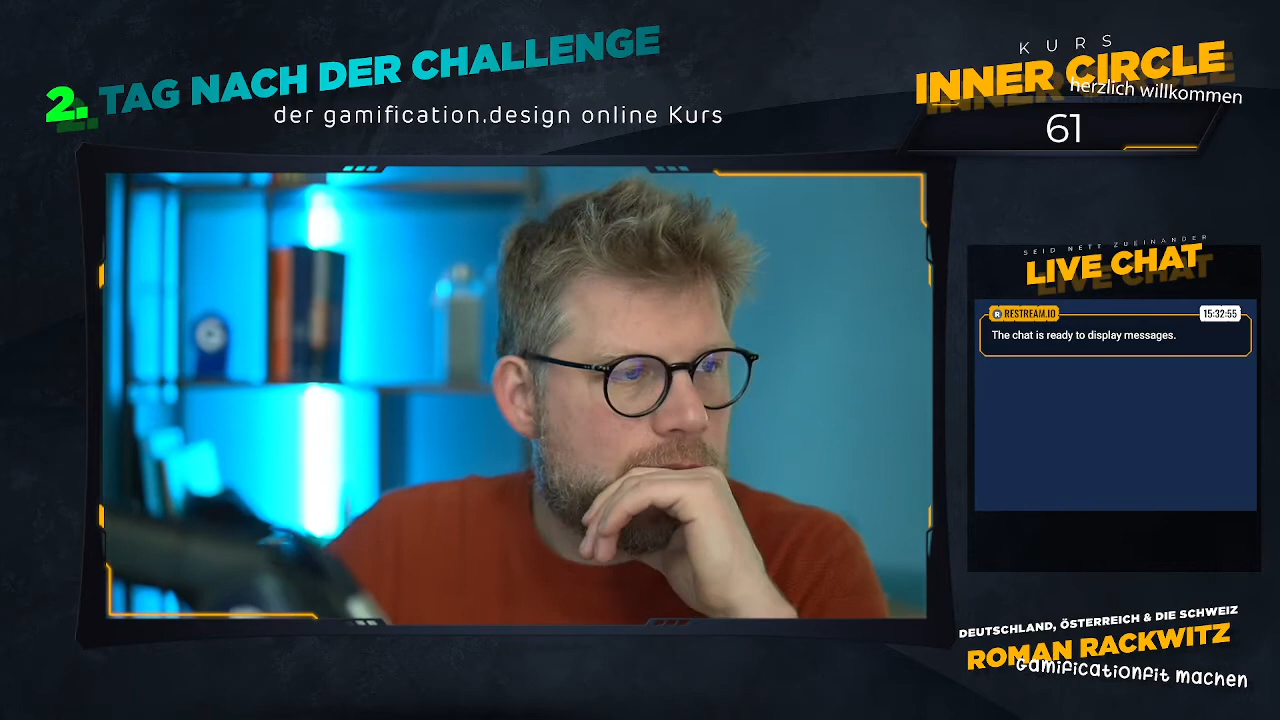 2. TAG NACH DER CHALLENGE
der gamification.design online Kurs
KURS
INNER CIRCLE
herzlich willkommen
61
SEID NETT ZUEINANDER
LIVE CHAT
R RESTREAM.IO
15:32:55
The chat is ready to display messages.
DEUTSCHLAND, ÖSTERREICH & DIE SCHWEIZ
ROMAN RACKWITZ
Gamificationfit machen